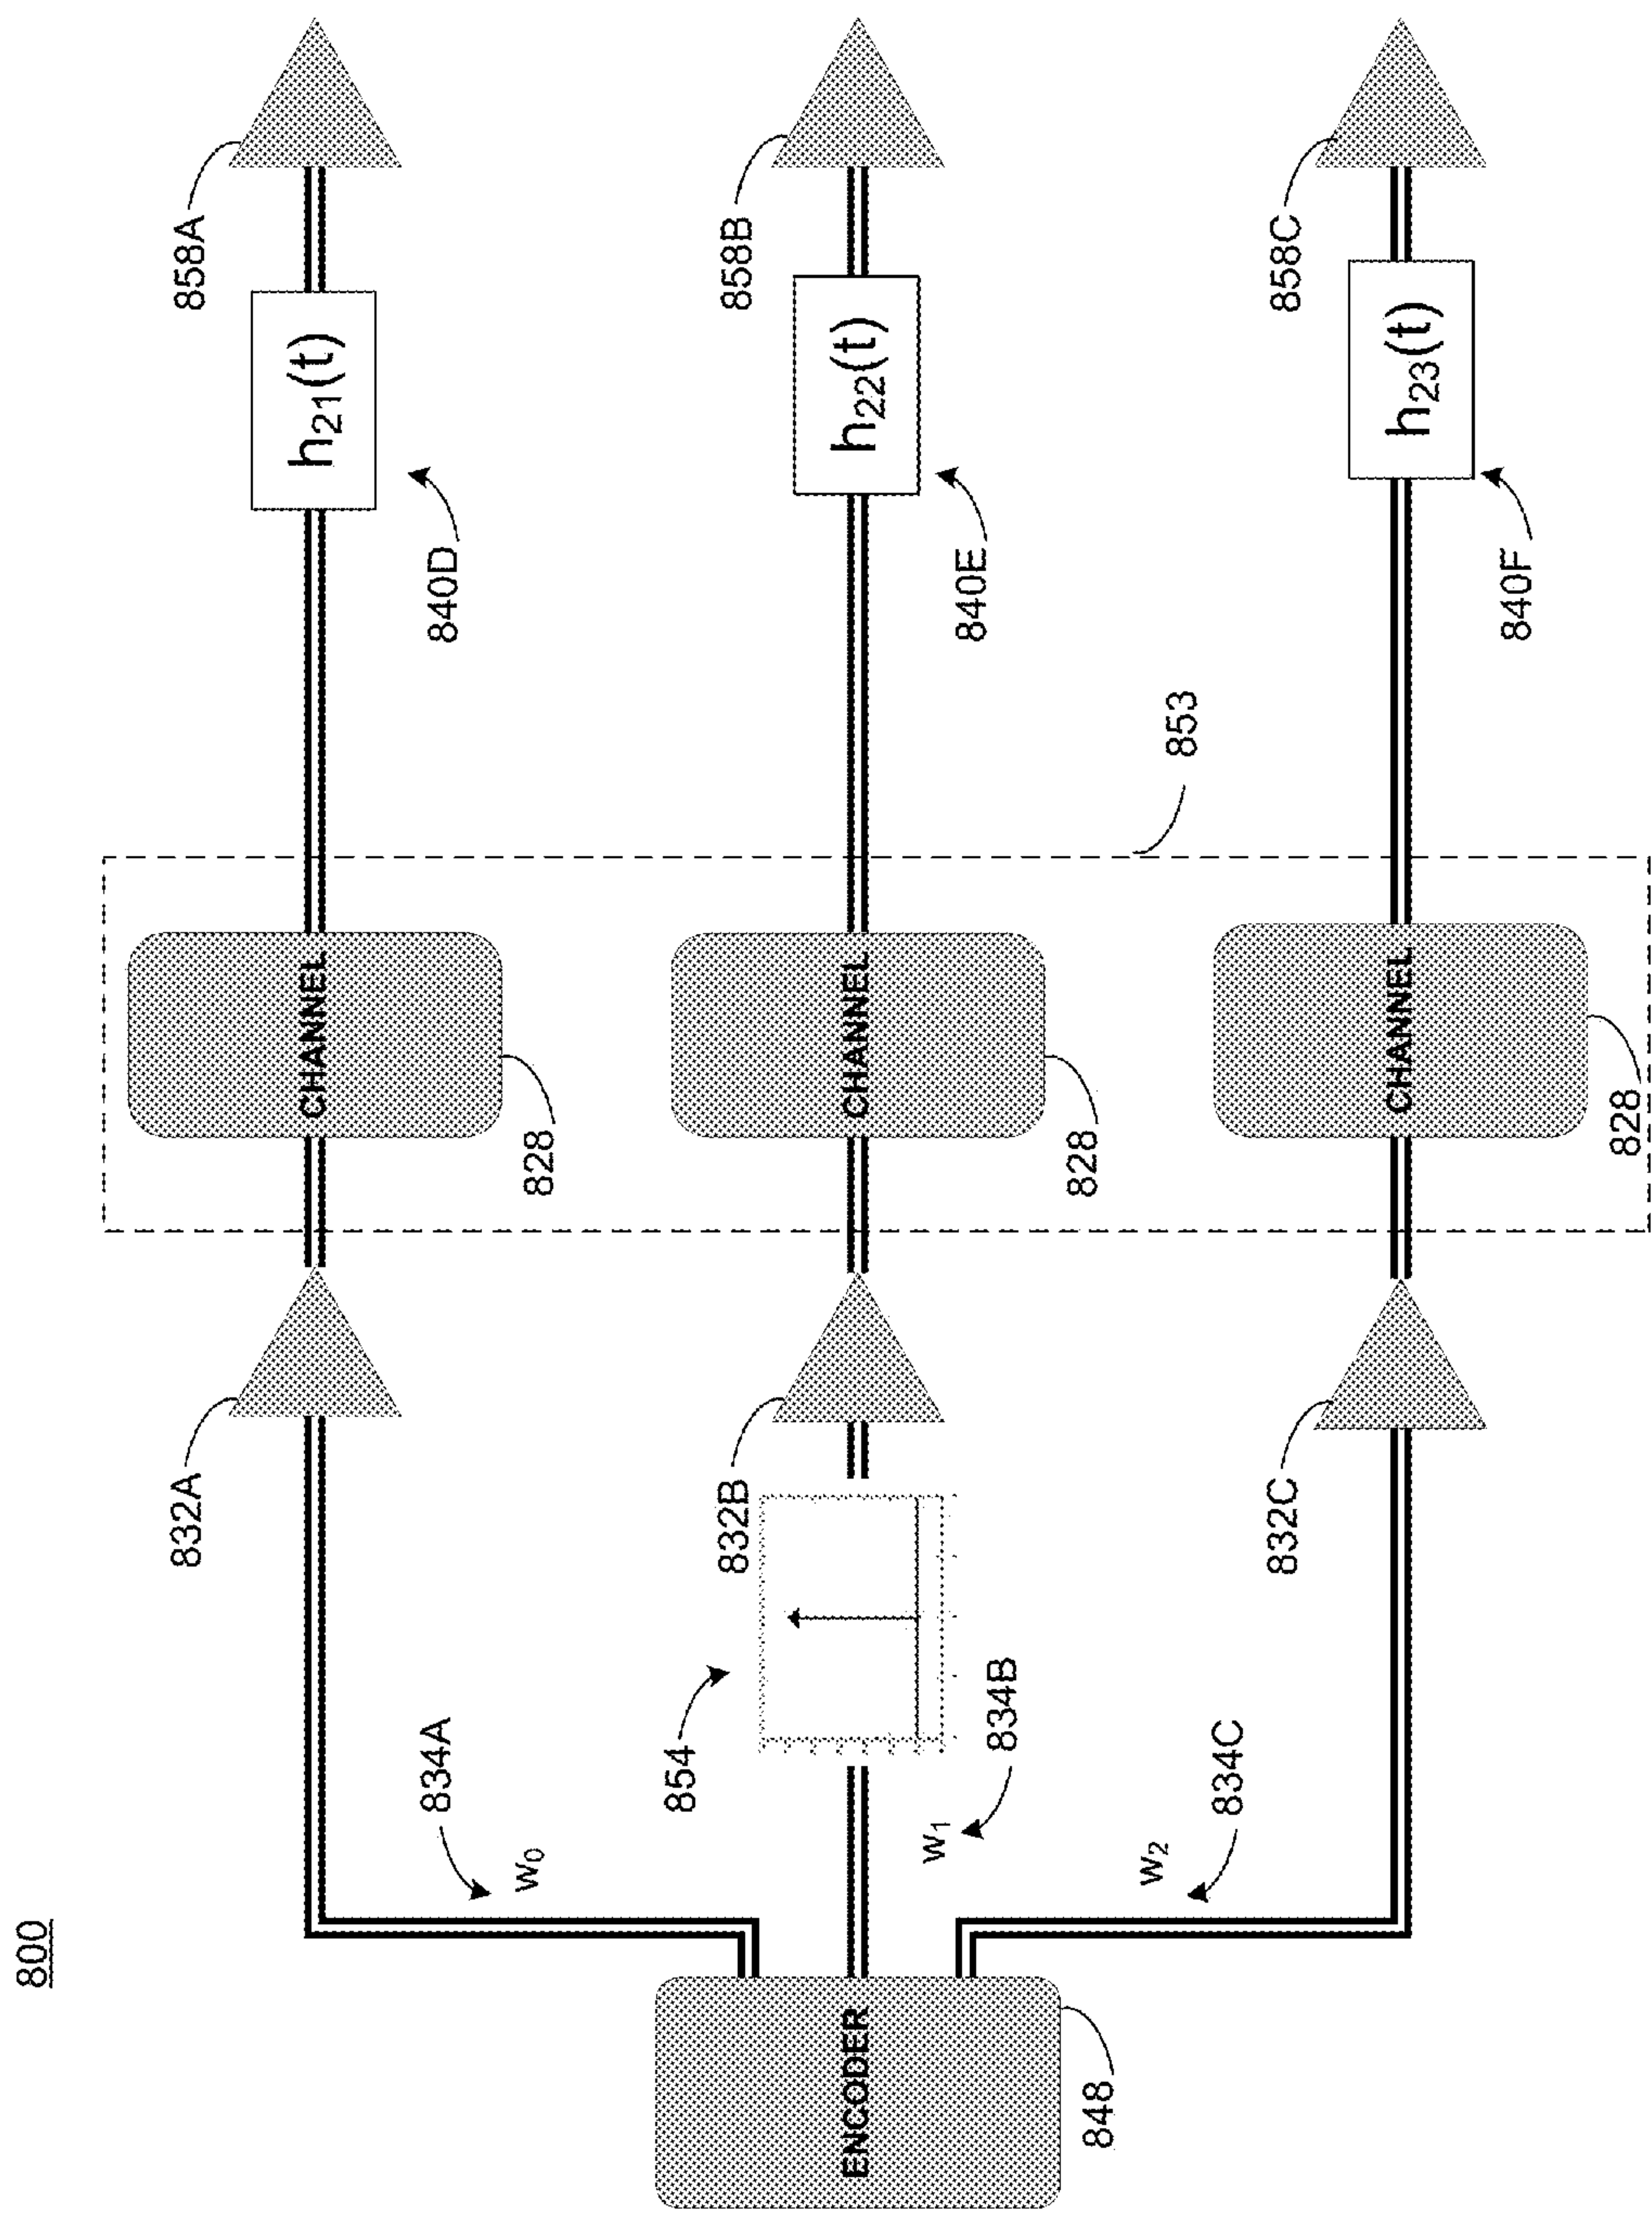 800
858A
858B
858C
h21(t)
h22(t)
h23(t)
840D
840E
840F
853
CHANNEL
CHANNEL
CHANNEL
828
828
828
832A
832B
832C
834A
854
834B
834C
w0
w1
w2
ENCODER
848